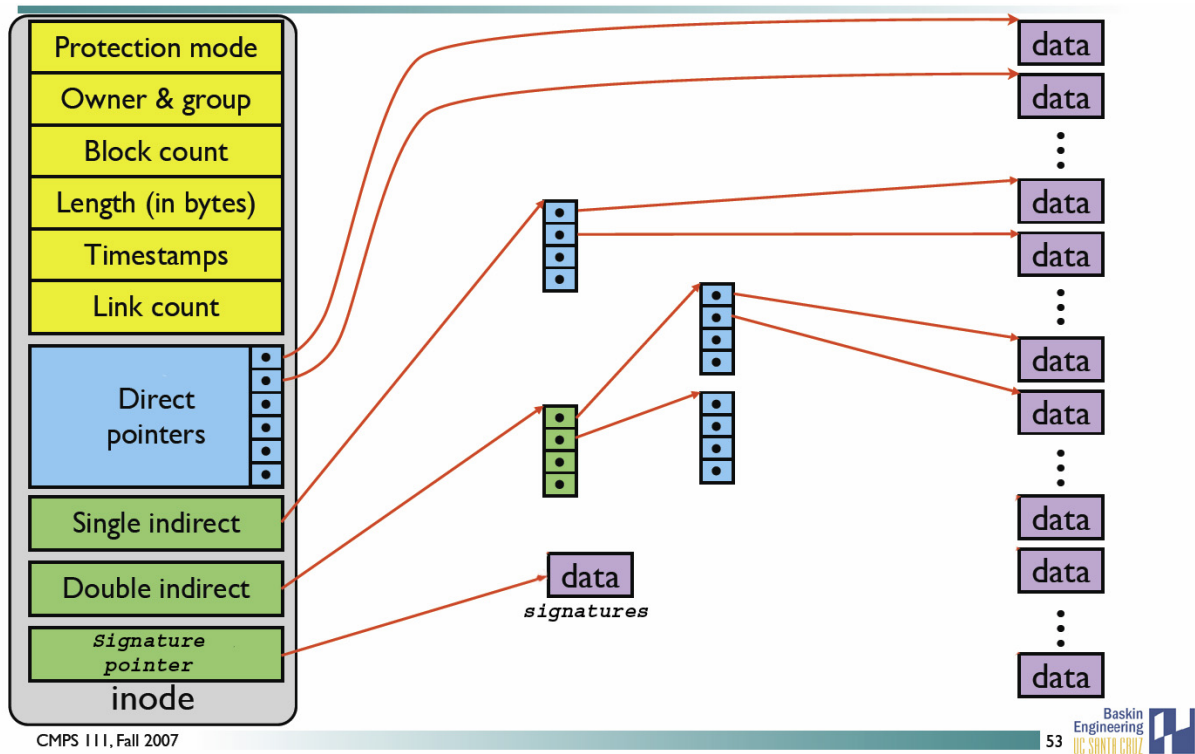 Protection mode
Owner & group
Block count
Length (in bytes)
Timestamps
Link count
Direct
pointers
Single indirect
Double indirect
Signature
pointer
inode
data
signatures
data
data
data
data
data
data
data
data
data
CMPS 111, Fall 2007
53
Baskin
Engineering
UC SANTA CRUZ